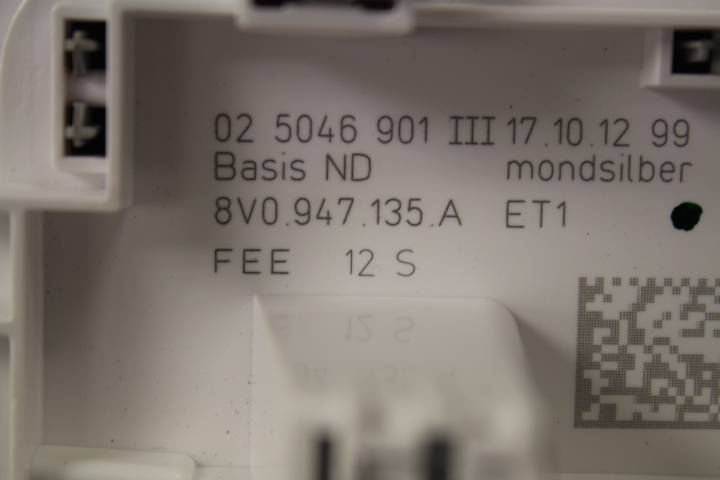 02 5046 901 III 17.10.12 99
Basis ND mondsilber
8V0.947.135.A ET1
FEE 12 S